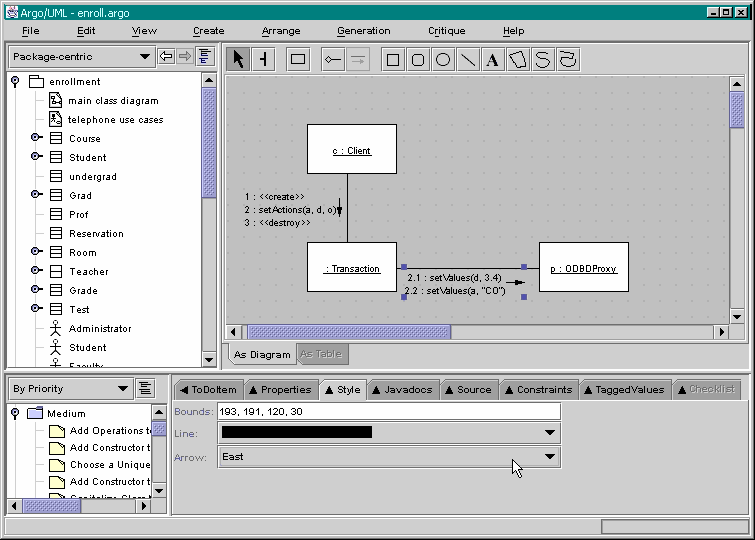 Argo/UML - enroll.argo
File Edit View Create Arrange Generation Critique Help
Package-centric
A
enrollment
main class diagram
telephone use cases
Course
Student
undergrad
Grad
Prof
Reservation
Room
Teacher
Grade
Test
Administrator
Student
Faculty
c : Client
1 : <<create>>
2 : setActions(a, d, o)
3 : <<destroy>>
: Transaction
2.1 : setValues(d, 3.4)
2.2 : setValues(a, "CO")
p : ODBDProxy
As Diagram As Table
By Priority
Medium
Add Operations t
Add Constructor t
Choose a Unique
Add Constructor t
ToDoItem Properties Style Javadocs Source Constraints TaggedValues Checklist
Bounds: 193, 191, 120, 30
Line:
Arrow: East